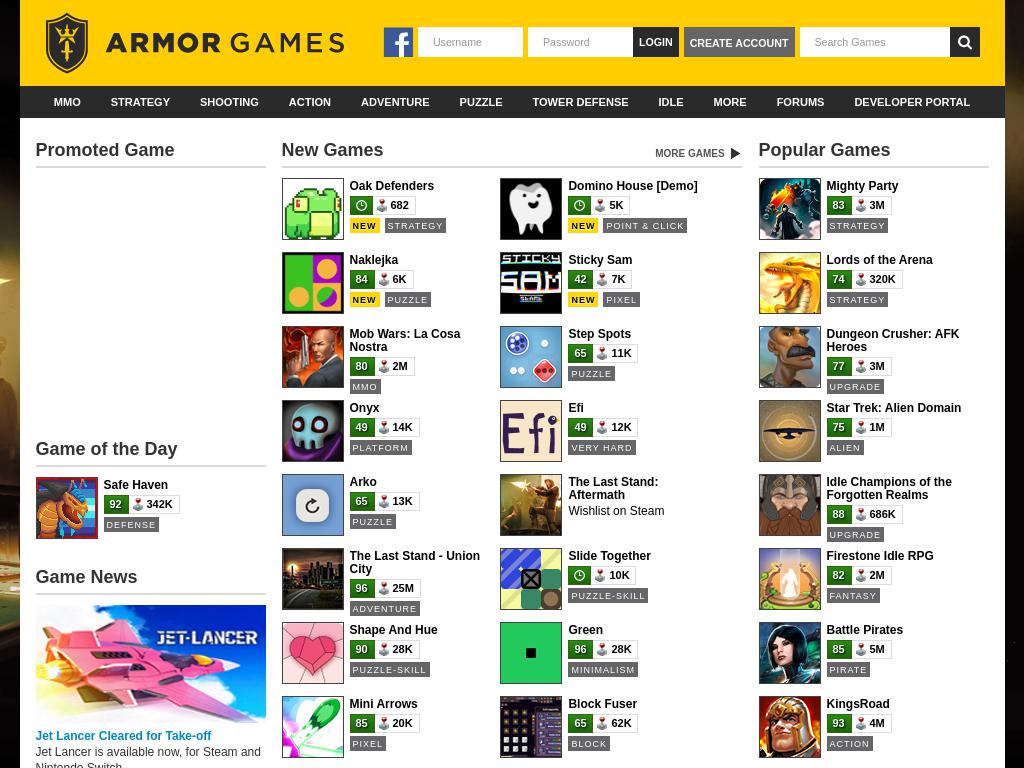 ARMOR GAMES
Username
Password
LOGIN
CREATE ACCOUNT
Search Games
MMO
STRATEGY
SHOOTING
ACTION
ADVENTURE
PUZZLE
TOWER DEFENSE
IDLE
MORE
FORUMS
DEVELOPER PORTAL
Promoted Game
Game of the Day
Safe Haven
92 342K
DEFENSE
Game News
JET-LANCER
Jet Lancer Cleared for Take-off
Jet Lancer is available now, for Steam and
Nintendo Switch
New Games
MORE GAMES
Oak Defenders
682
NEW STRATEGY
Domino House [Demo]
5K
NEW POINT & CLICK
Naklejka
84 6K
NEW PUZZLE
STICKY
SAM
Sticky Sam
42 7K
NEW PIXEL
Mob Wars: La Cosa
Nostra
80 2M
MMO
Step Spots
65 11K
PUZZLE
Onyx
49 14K
PLATFORM
Efi
Efi
49 12K
VERY HARD
Arko
65 13K
PUZZLE
The Last Stand:
Aftermath
Wishlist on Steam
The Last Stand - Union
City
96 25M
ADVENTURE
Slide Together
10K
PUZZLE-SKILL
Shape And Hue
90 28K
PUZZLE-SKILL
Green
96 28K
MINIMALISM
Mini Arrows
85 20K
PIXEL
Block Fuser
65 62K
BLOCK
Popular Games
Mighty Party
83 3M
STRATEGY
Lords of the Arena
74 320K
STRATEGY
Dungeon Crusher: AFK
Heroes
77 3M
UPGRADE
Star Trek: Alien Domain
75 1M
ALIEN
Idle Champions of the
Forgotten Realms
88 686K
UPGRADE
Firestone Idle RPG
82 2M
FANTASY
Battle Pirates
85 5M
PIRATE
KingsRoad
93 4M
ACTION